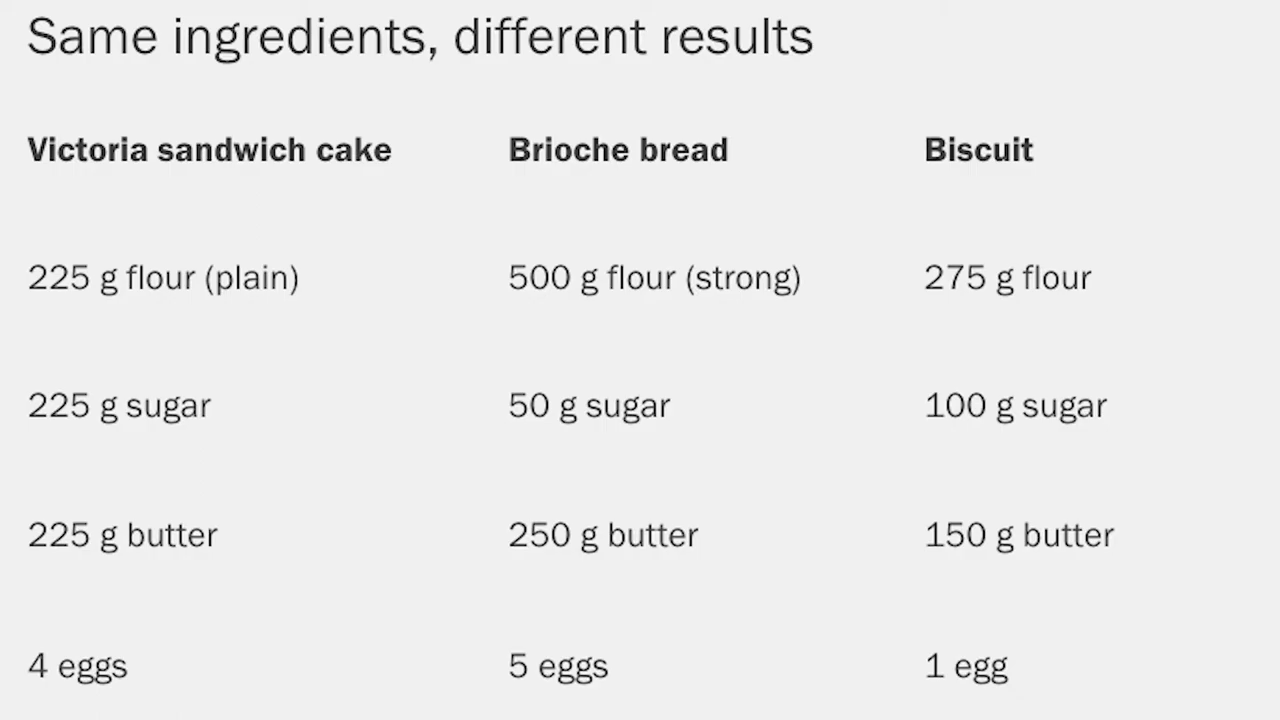 Same ingredients, different results
Victoria sandwich cake Brioche bread Biscuit
225 g flour (plain) 500 g flour (strong) 275 g flour
225 g sugar 50 g sugar 100 g sugar
225 g butter 250 g butter 150 g butter
4 eggs 5 eggs 1 egg